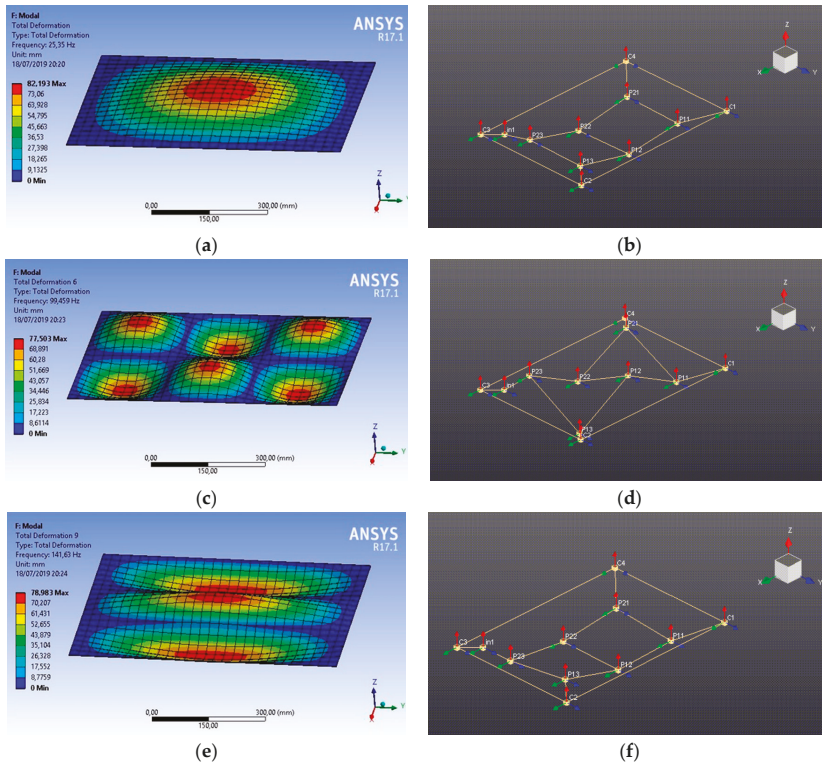 F: Modal
Total Deformation
Type: Total Deformation
Frequency: 25,35 Hz
Unit: mm
18/07/2019 20:20
82,193 Max
73,06
63,928
54,795
45,663
36,53
27,398
18,265
9,1325
0 Min
ANSYS
R17.1
0,00
300,00 (mm)
150,00
Z
Y
X
(a)
Z
X
Y
C4
P21
C1
C3
in1
P23
P22
P11
P12
P13
C2
(b)
F: Modal
Total Deformation 6
Type: Total Deformation
Frequency: 99,459 Hz
Unit: mm
18/07/2019 20:23
77,503 Max
68,891
60,28
51,669
43,057
34,446
25,834
17,223
8,6114
0 Min
ANSYS
R17.1
0,00
300,00 (mm)
150,00
Z
Y
X
(c)
Z
X
Y
C4
P21
C1
P23
P12
C3
in1
P22
P11
P13
C2
(d)
F: Modal
Total Deformation 9
Type: Total Deformation
Frequency: 141,63 Hz
Unit: mm
18/07/2019 20:24
78,983 Max
70,207
61,431
52,655
43,879
35,104
26,328
17,552
8,7759
0 Min
ANSYS
R17.1
0,00
300,00 (mm)
150,00
Z
Y
X
(e)
Z
X
Y
C4
P21
C1
C3
in1
P22
P11
P23
P12
P13
C2
(f)